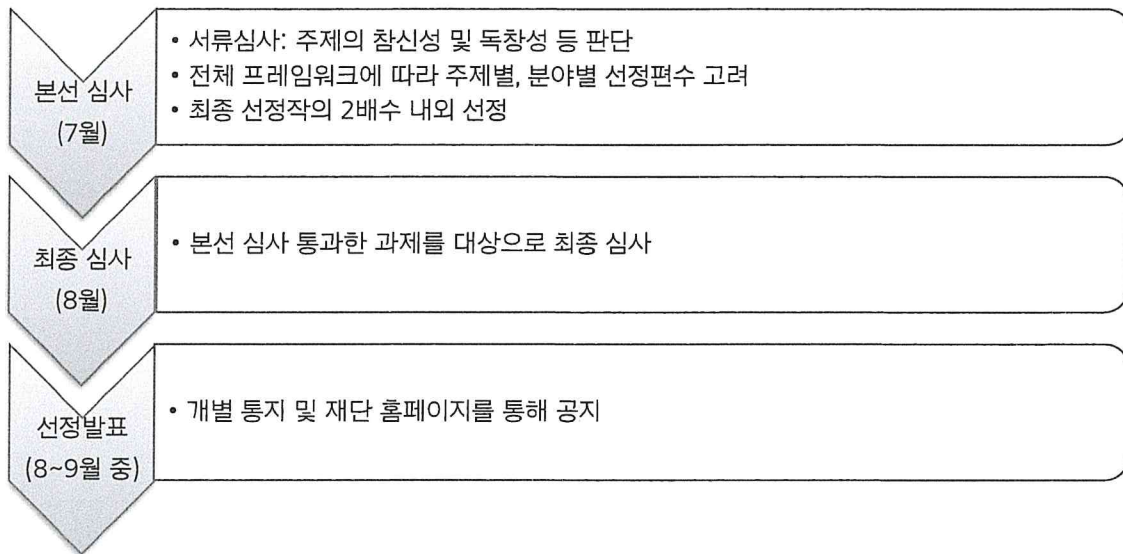 본선 심사
(7월)
• 서류심사: 주제의 참신성 및 독창성 등 판단
• 전체 프레임워크에 따라 주제별, 분야별 선정편수 고려
• 최종 선정작의 2배수 내외 선정
최종 심사
(8월)
• 본선 심사 통과한 과제를 대상으로 최종 심사
선정발표
(8~9월 중)
• 개별 통지 및 재단 홈페이지를 통해 공지